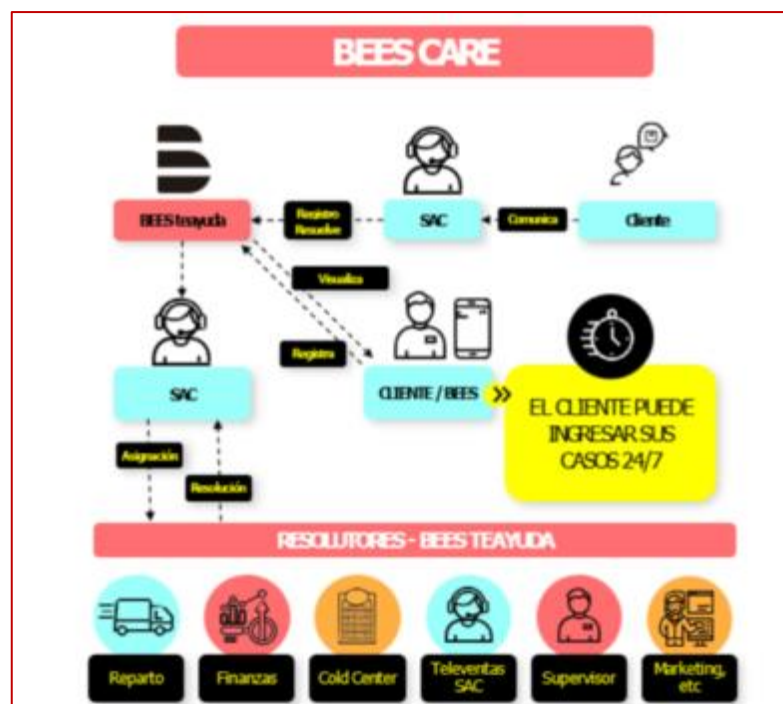 BEES CARE
BEES teayuda
Registro
Resuelve
SAC
Comunica
Cliente
Visualiza
Registra
SAC
CLIENTE / BEES
EL CLIENTE PUEDE
INGRESAR SUS
CASOS 24/7
Asignación
Resolución
RESOLUTORES - BEES TEAYUDA
Reparto
Finanzas
Cold Center
Televentas
SAC
Supervisor
Marketing,
etc